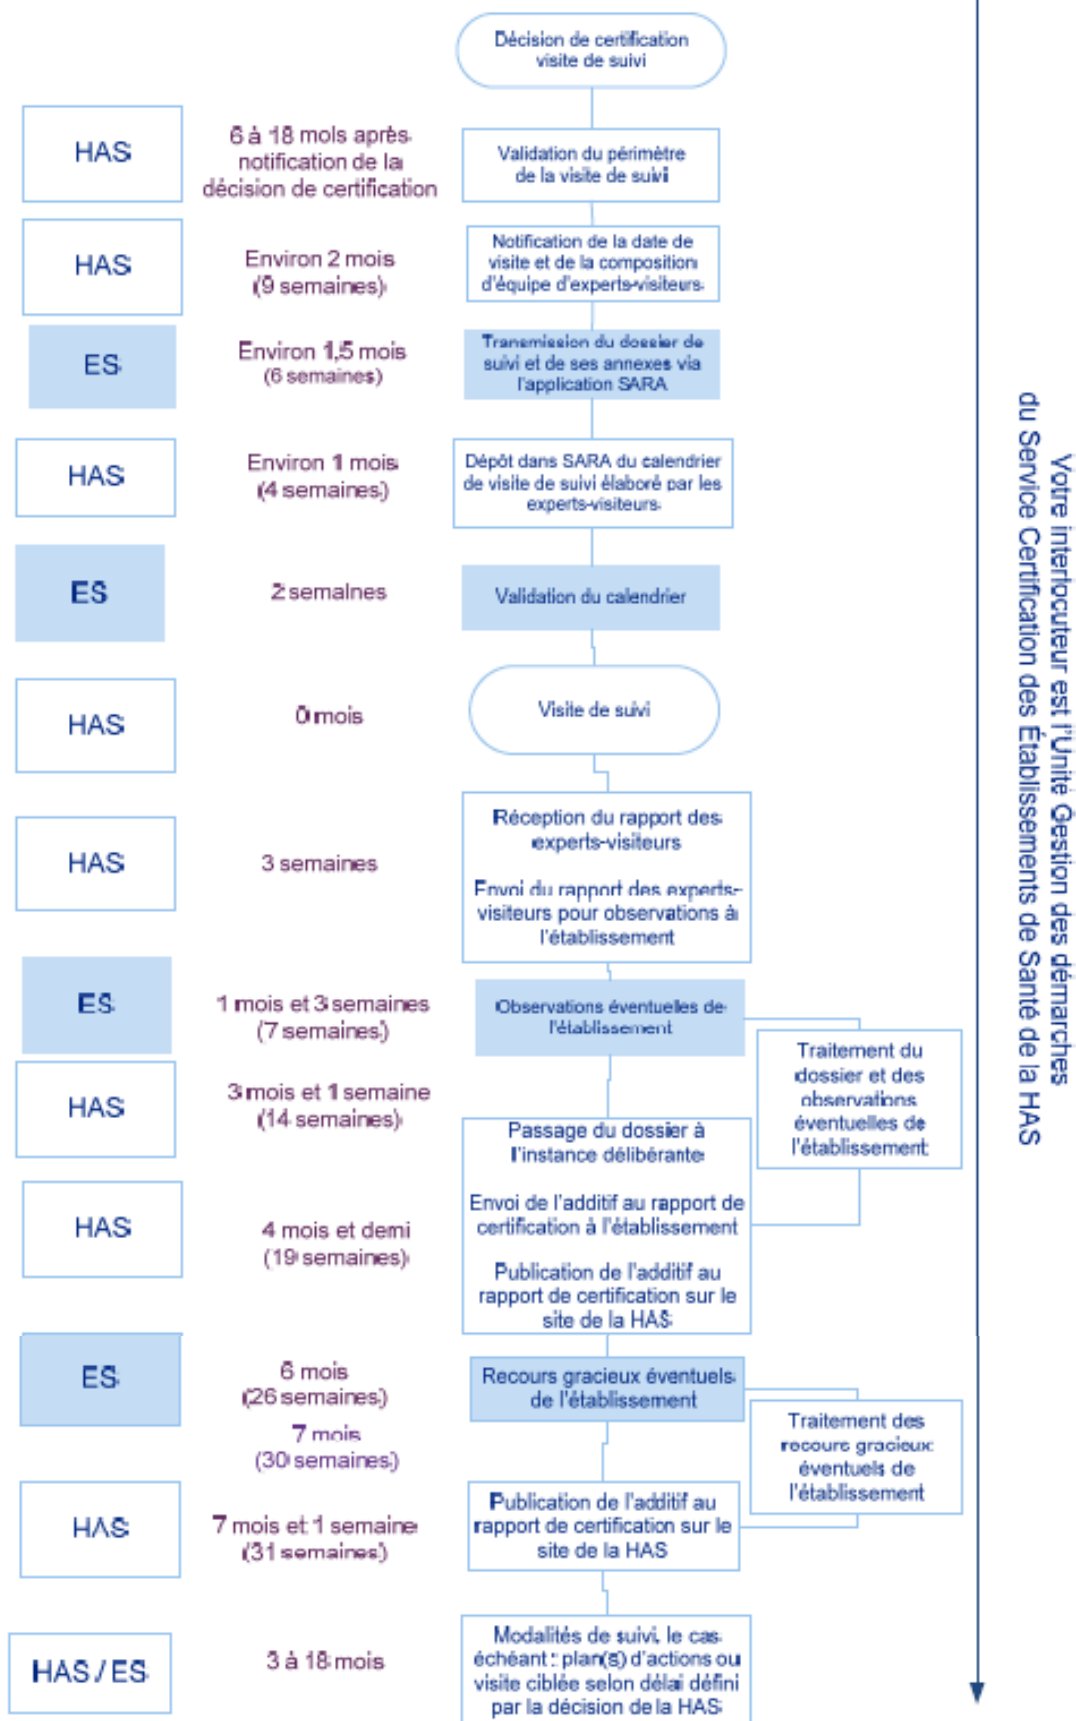 Décision de certification
visite de suivi
HAS
6 à 18 mois après
notification de la
décision de certification
Validation du périmètre
de la visite de suivi
HAS
Environ 2 mois
(9 semaines)
Notification de la date de
visite et de la composition
d'équipe d'experts-visiteurs
ES
Environ 1,5 mois
(6 semaines)
Transmission du dossier de
suivi et de ses annexes via
l'application SARA
HAS
Environ 1 mois
(4 semaines)
Dépôt dans SARA du calendrier
de visite de suivi élaboré par les
experts-visiteurs
ES
2 semaines
Validation du calendrier
HAS
0 mois
Visite de suivi
HAS
3 semaines
Réception du rapport des
experts-visiteurs
Envoi du rapport des experts-
visiteurs pour observations à
l'établissement
ES
1 mois et 3 semaines
(7 semaines)
Observations éventuelles de
l'établissement
Traitement du
dossier et des
observations
éventuelles de
l'établissement
HAS
3 mois et 1 semaine
(14 semaines)
Passage du dossier à
l'instance délibérante
HAS
4 mois et demi
(19 semaines)
Envoi de l'additif au rapport de
certification à l'établissement
Publication de l'additif au
rapport de certification sur le
site de la HAS
ES
6 mois
(26 semaines)
7 mois
(30 semaines)
Recours gracieux éventuels
de l'établissement
Traitement des
recours gracieux
éventuels de
l'établissement
HAS
7 mois et 1 semaine
(31 semaines)
Publication de l'additif au
rapport de certification sur le
site de la HAS
HAS / ES
3 à 18 mois
Modalités de suivi, le cas
échéant : plan(s) d'actions ou
visite ciblée selon délai défini
par la décision de la HAS
Votre interlocuteur est l'Unité Gestion des démarches
du Service Certification des Établissements de Santé de la HAS